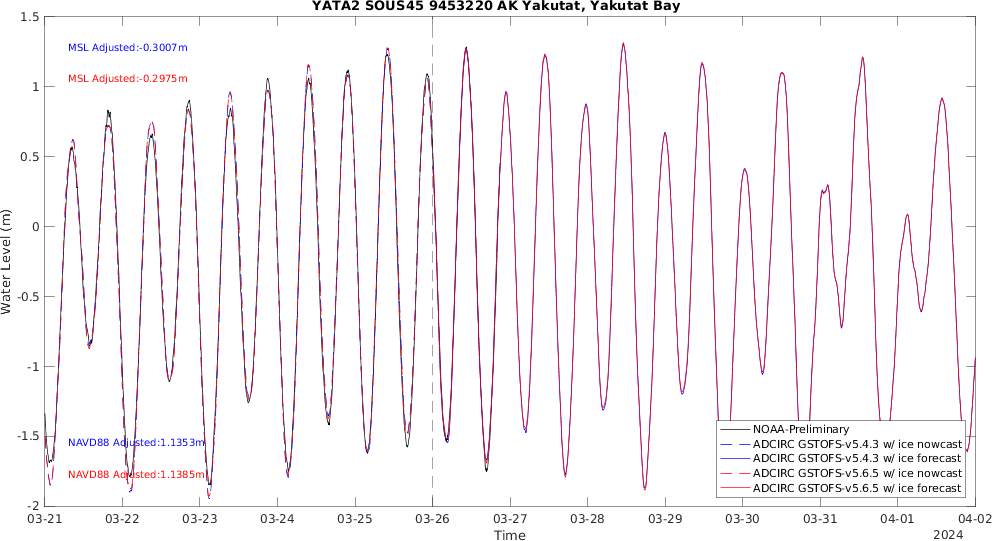 YATA2 SOUS45 9453220 AK Yakutat, Yakutat Bay
1.5
1
0.5
0
-0.5
-1
-1.5
-2
Water Level (m)
MSL Adjusted:-0.3007m
MSL Adjusted:-0.2975m
NAVD88 Adjusted:1.1353m
NAVD88 Adjusted:1.1385m
NOAA-Preliminary
ADCIRC GSTOFS-v5.4.3 w/ ice nowcast
ADCIRC GSTOFS-v5.4.3 w/ ice forecast
ADCIRC GSTOFS-v5.6.5 w/ ice nowcast
ADCIRC GSTOFS-v5.6.5 w/ ice forecast
03-21 03-22 03-23 03-24 03-25 03-26 03-27 03-28 03-29 03-30 03-31 04-01 04-02
Time
2024